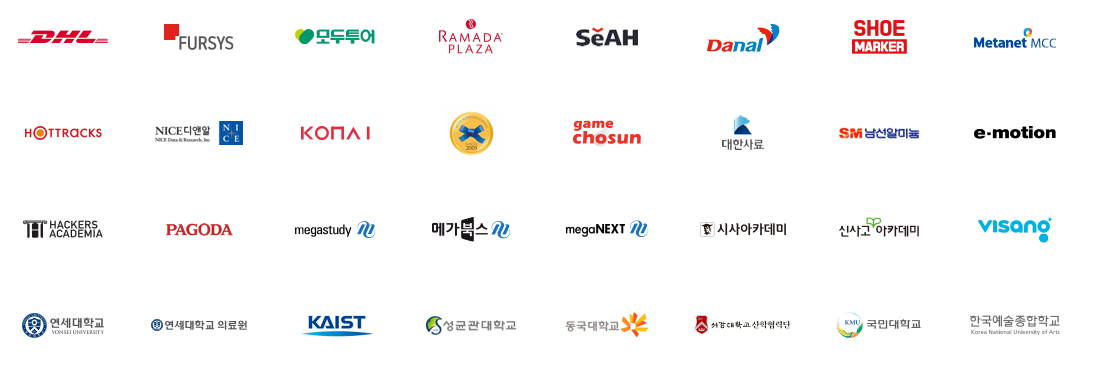 DHL
FURSYS
모두투어
RAMADA
PLAZA
SeAH
Danal
SHOE
MARKER
Metanet MCC
HOTTRACKS
NICE디앤알
NICE Data & Research, Inc
NI
CE
KOMA I
2005
game
chosun
대한사료
SM 남선알미늄
e·motion
HACKERS
ACADEMIA
PAGODA
megastudy
메가북스
megaNEXT
시사아카데미
신사고 아카데미
visang
연세대학교
YONSEI UNIVERSITY
연세대학교 의료원
KAIST
성균관대학교
동국대학교
서강대학교 산학협력단
KMU 국민대학교
한국예술종합학교
Korea National University of Arts